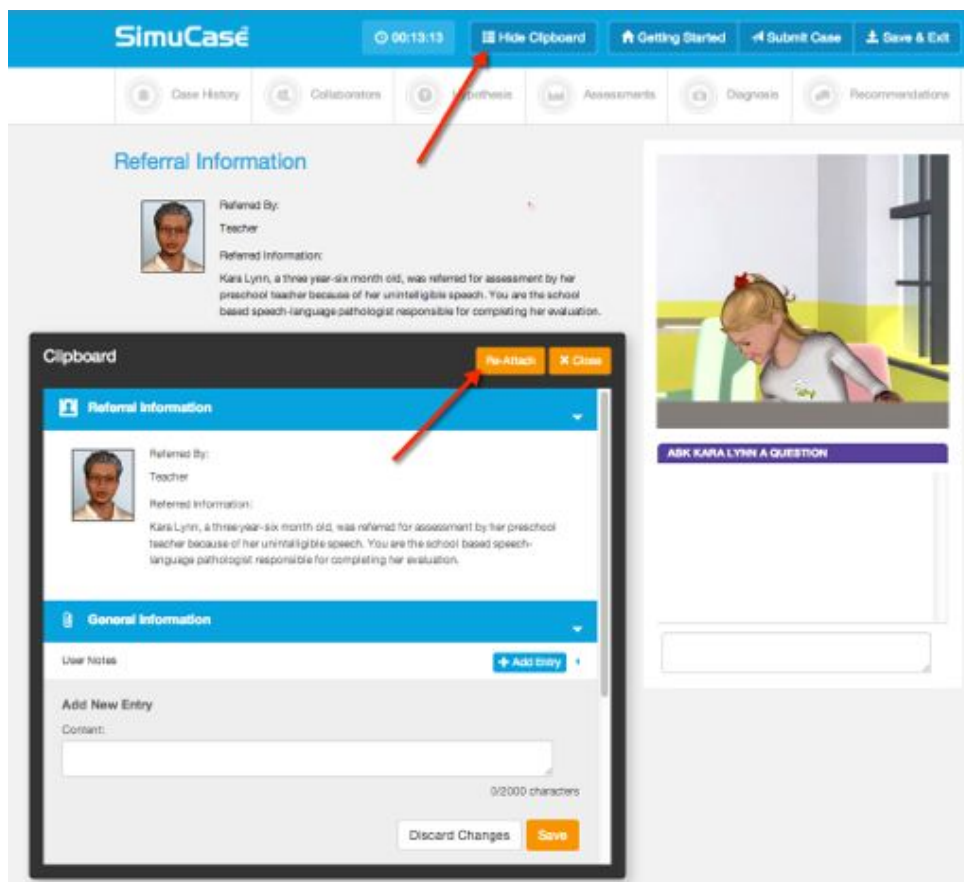 SimuCase
00:13:13
Hide Clipboard
Getting Started
Submit Case
Save & Exit
Case History
Collaborators
Hypothesis
Assessments
Diagnosis
Recommendations
Referral Information
Referred By:
Teacher
Referred Information:
Kara Lynn, a three year-six month old, was referred for assessment by her
preschool teacher because of her unintelligible speech. You are the school
based speech-language pathologist responsible for completing her evaluation.
Clipboard
Re-Attach
Close
Referral Information
Referred By:
Teacher
Referred Information:
Kara Lynn, a three year-six month old, was referred for assessment by her preschool
teacher because of her unintelligible speech. You are the school based speech-
language pathologist responsible for completing her evaluation.
General Information
User Notes
+ Add Entry
Add New Entry
Content:
0/2000 characters
Discard Changes
Save
ASK KARA LYNN A QUESTION